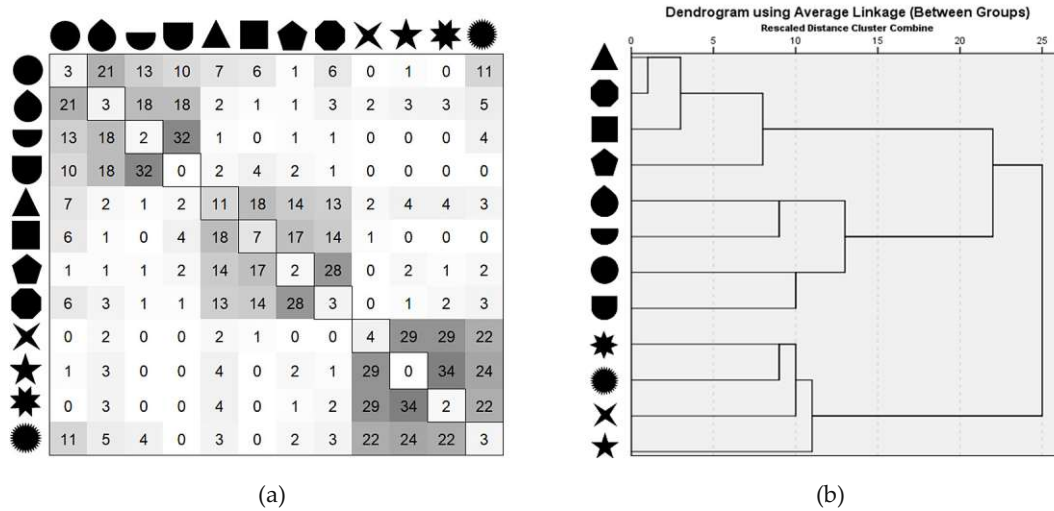 Dendrogram using Average Linkage (Between Groups)
Rescaled Distance Cluster Combine
0 5 10 15 20 25
3 21 13 10 7 6 1 6 0 1 0 11
21 3 18 18 2 1 1 3 2 3 3 5
13 18 2 32 1 0 1 1 0 0 0 4
10 18 32 0 2 4 2 1 0 0 0 0
7 2 1 2 11 18 14 13 2 4 4 3
6 1 0 4 18 7 17 14 1 0 0 0
1 1 1 2 14 17 2 28 0 2 1 2
6 3 1 1 13 14 28 3 0 1 2 3
0 2 0 0 2 1 0 0 4 29 29 22
1 3 0 0 4 0 2 1 29 0 34 24
0 3 0 0 4 0 1 2 29 34 2 22
11 5 4 0 3 0 2 3 22 24 22 3
(a) (b)